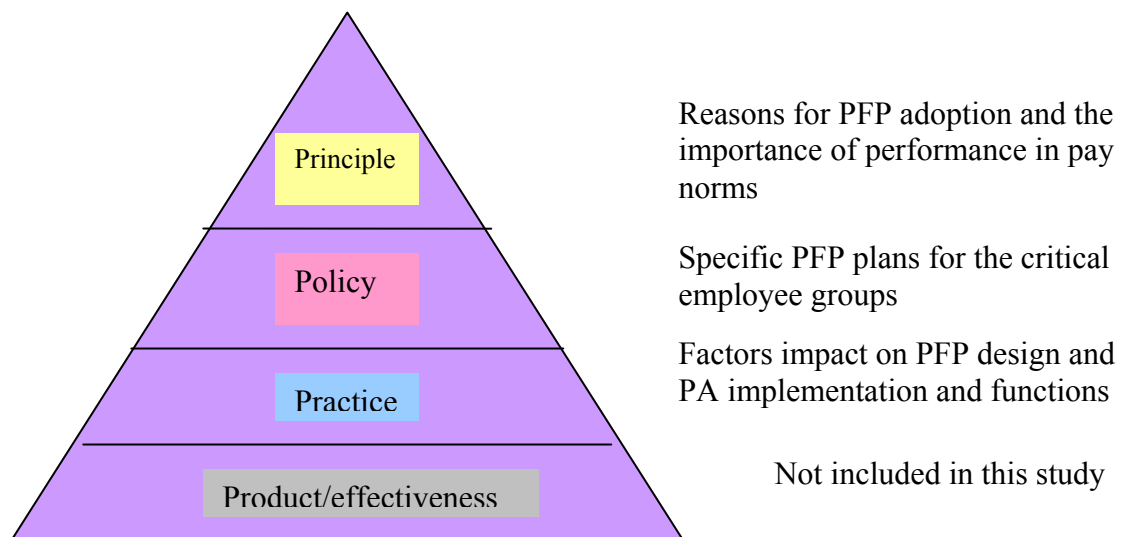 Principle
Reasons for PFP adoption and the
importance of performance in pay
norms
Policy
Specific PFP plans for the critical
employee groups
Practice
Factors impact on PFP design and
PA implementation and functions
Product/effectiveness
Not included in this study